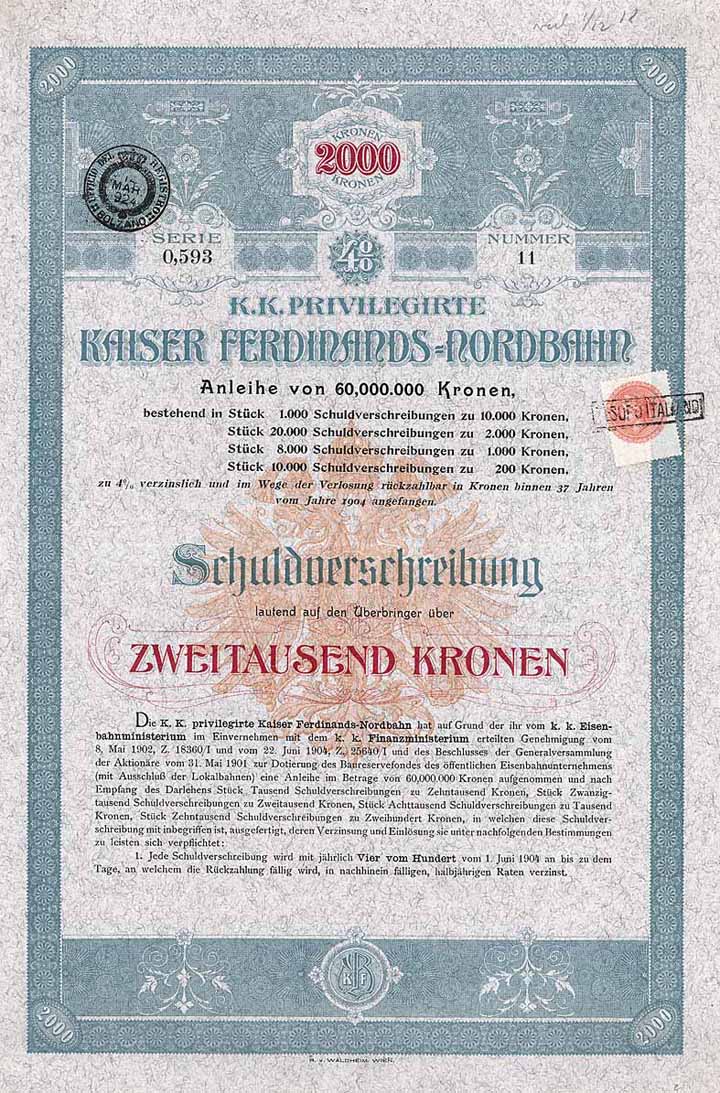 2000
2000
KRONEN
2000
KRONEN
UFFICIO DEL REGISTRO
MAR
924
BOLZANO
SERIE
0,593
4%
NUMMER
11
K.K. PRIVILEGIRTE
KAISER FERDINANDS=NORDBAHN
Anleihe von 60,000.000 Kronen,
bestehend in Stück 1.000 Schuldverschreibungen zu 10.000 Kronen,
Stück 20.000 Schuldverschreibungen zu 2.000 Kronen,
Stück 8.000 Schuldverschreibungen zu 1.000 Kronen,
Stück 10.000 Schuldverschreibungen zu 200 Kronen,
zu 4% verzinslich und im Wege der Verlosung rückzahlbar in Kronen binnen 37 Jahren
vom Jahre 1904 angefangen.
Schuldverschreibung
lautend auf den Überbringer über
ZWEITAUSEND KRONEN
Die K. K. privilegirte Kaiser Ferdinands-Nordbahn hat auf Grund der ihr vom k. k. Eisen-
bahnministerium im Einvernehmen mit dem k. k. Finanzministerium erteilten Genehmigung vom
8. Mai 1902, Z. 18360/I und vom 22. Juni 1904, Z. 25640/I und des Beschlusses der Generalversammlung
der Aktionäre vom 31. Mai 1901 zur Dotierung des Baureservefondes des öffentlichen Eisenbahnunternehmens
(mit Ausschluß der Lokalbahnen) eine Anleihe im Betrage von 60,000.000 Kronen aufgenommen und nach
Empfang des Darlehens Stück Tausend Schuldverschreibungen zu Zehntausend Kronen, Stück Zwanzig-
tausend Schuldverschreibungen zu Zweitausend Kronen, Stück Achttausend Schuldverschreibungen zu Tausend
Kronen, Stück Zehntausend Schuldverschreibungen zu Zweihundert Kronen, in welchen diese Schuldver-
schreibung mit inbegriffen ist, ausgefertigt, deren Verzinsung und Einlösung sie unter nachfolgenden Bestimmungen
zu leisten sich verpflichtet:
1. Jede Schuldverschreibung wird mit jährlich Vier vom Hundert vom 1. Juni 1904 an bis zu dem
Tage, an welchem die Rückzahlung fällig wird, in nachhinein fälligen, halbjährigen Raten verzinst.
2000
2000
R. v. WALDHEIM, WIEN.